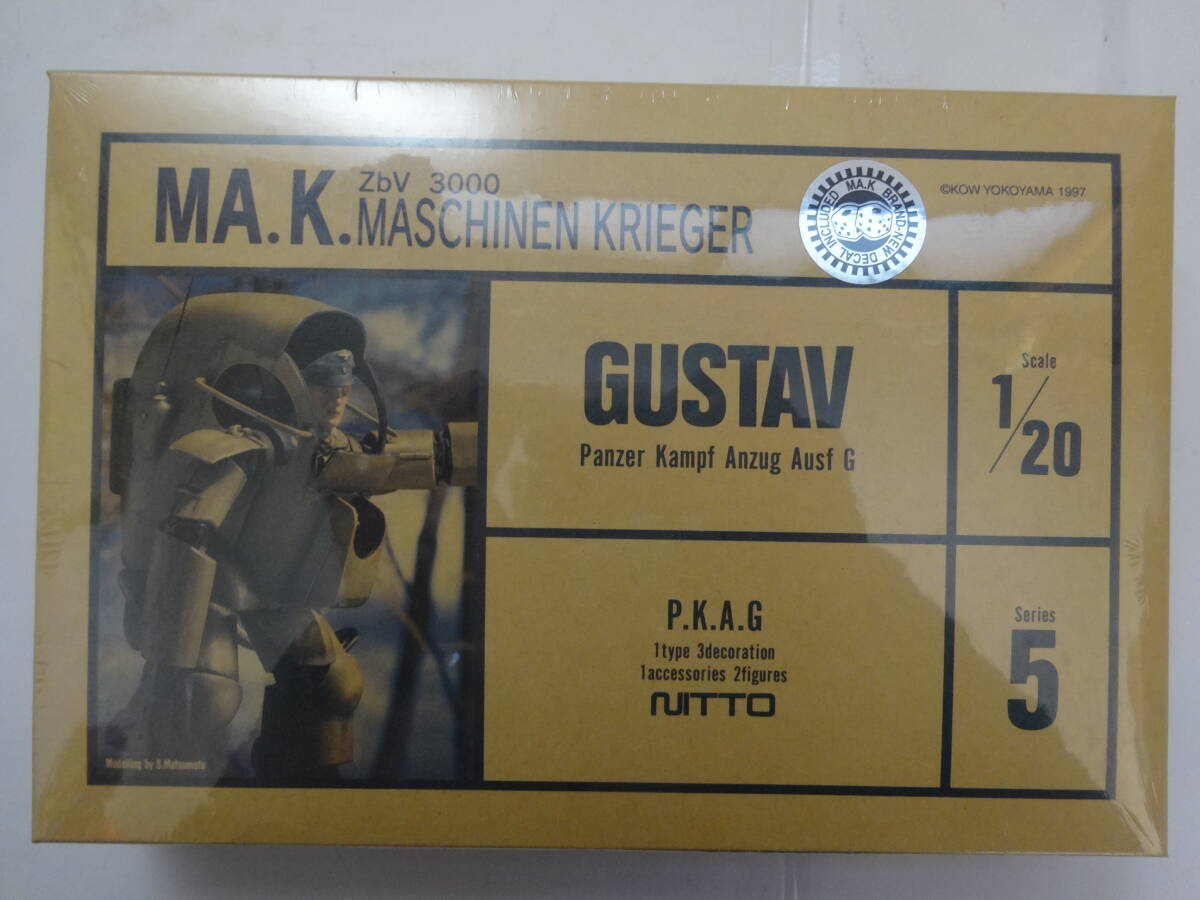 MA.K.
ZbV 3000
MASCHINEN KRIEGER
MA.K BRAND-NEW DECAL INCLUDED
©KOW YOKOYAMA 1997
GUSTAV
Panzer Kampf Anzug Ausf G
Scale
1/20
P.K.A.G
1type 3decoration
1accessories 2figures
NITTO
Series
5
Modeling by S.Matsumoto